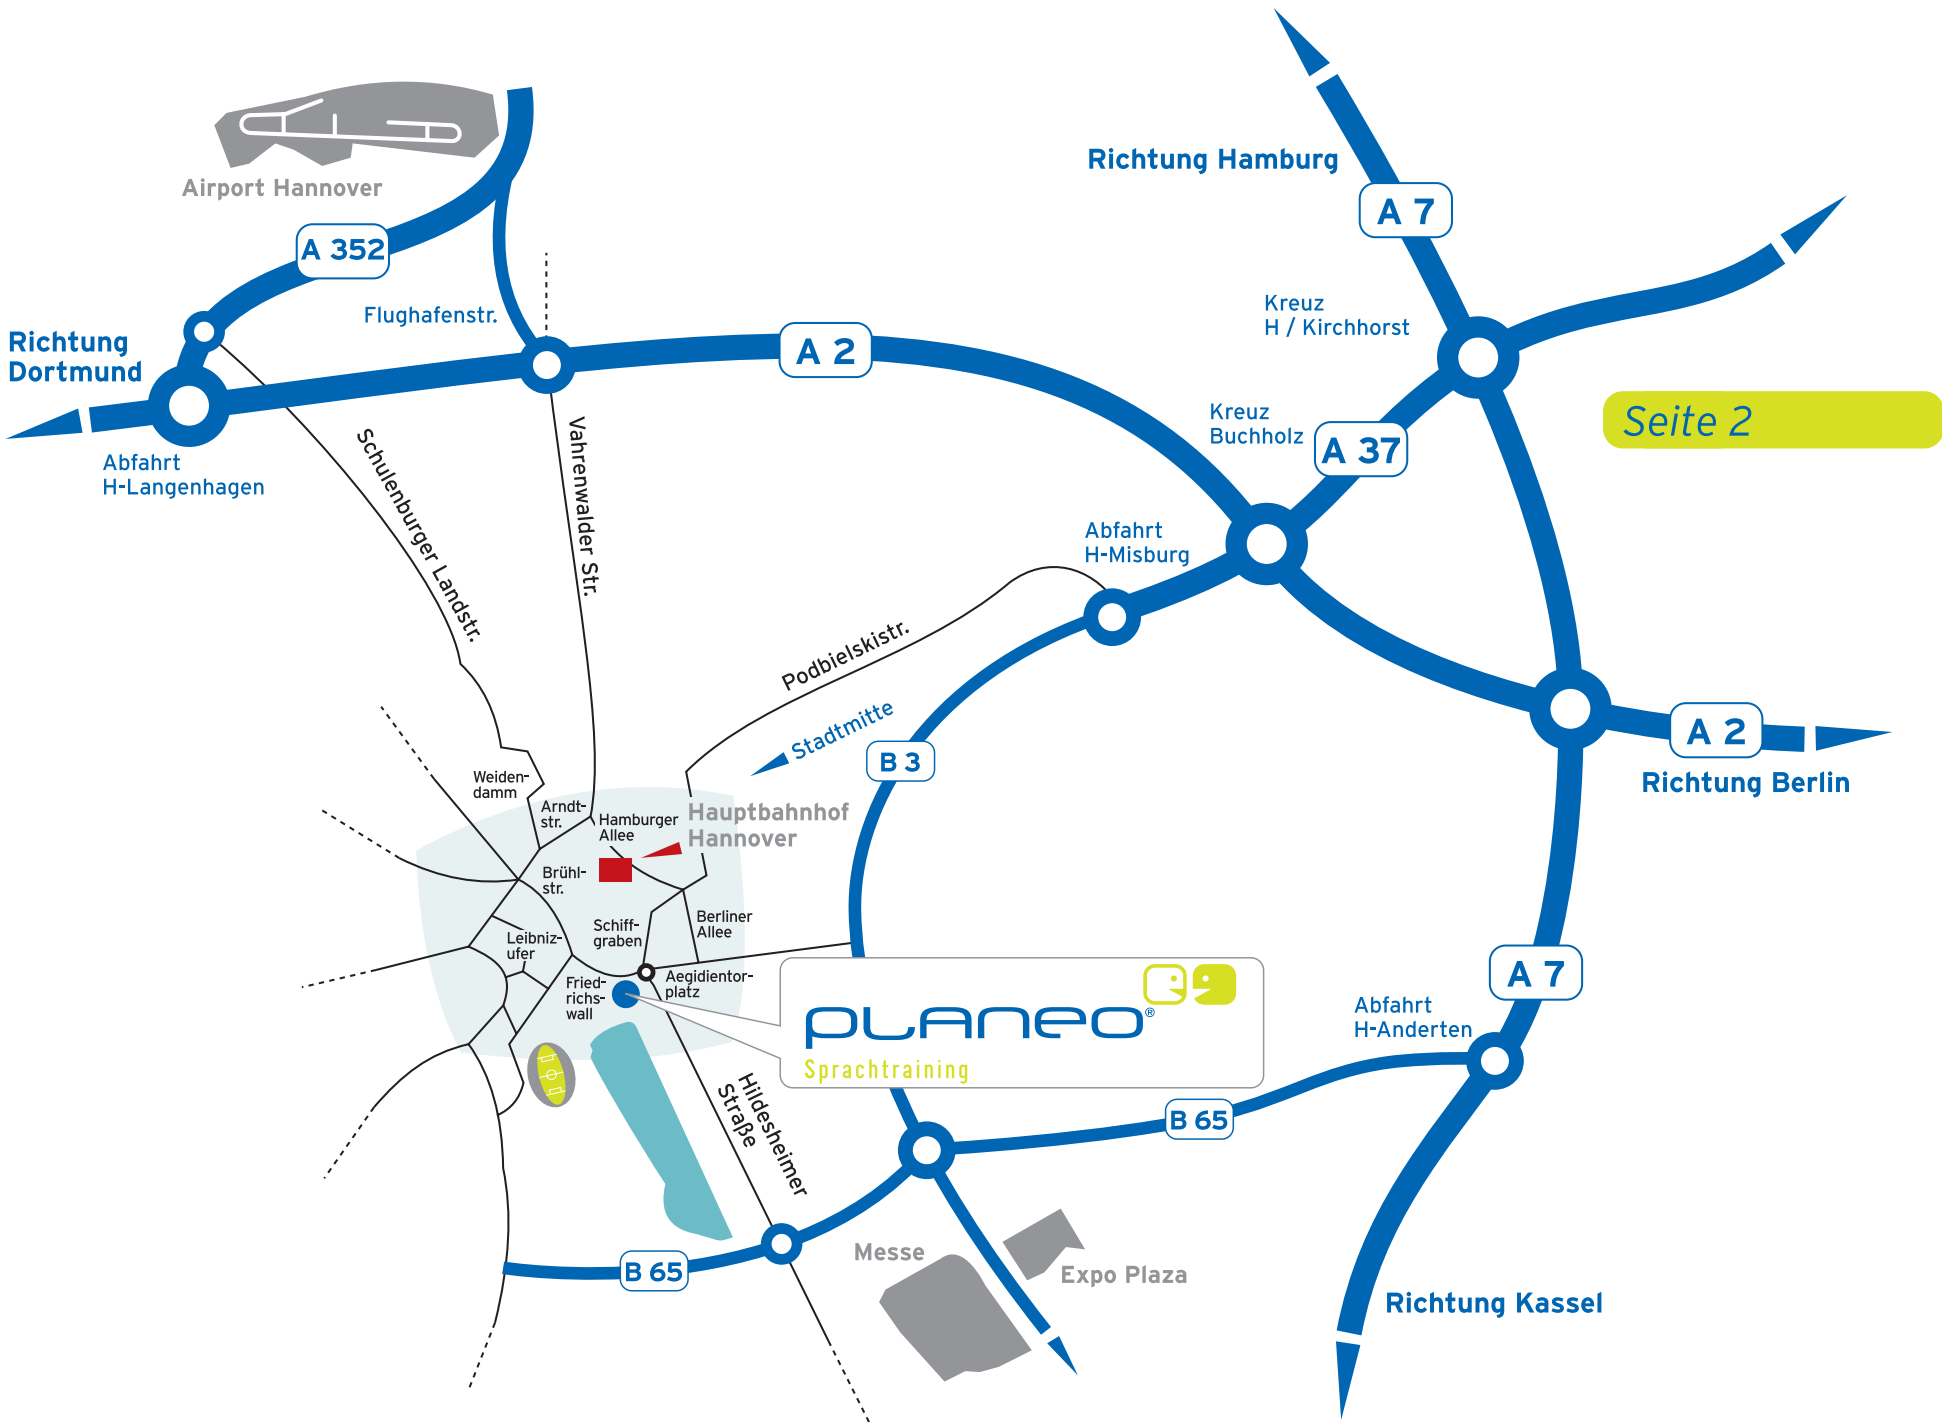 Richtung Hamburg
Airport Hannover
A 7
A 352
Kreuz
H / Kirchhorst
Flughafenstr.
Richtung
Dortmund
A 2
Seite 2
Kreuz
Buchholz
A 37
Abfahrt
H-Langenhagen
Schulenburger Landstr.
Vahrenwalder Str.
Abfahrt
H-Misburg
Podbielskistr.
Stadtmitte
B 3
A 2
Richtung Berlin
Weiden-
damm
Arndt-
str.
Hamburger
Allee
Hauptbahnhof
Hannover
Brühl-
str.
Schiff-
graben
Berliner
Allee
Leibniz-
ufer
Fried-
richs-
wall
Aegidientor-
platz
A 7
PLANEO®
Sprachtraining
Abfahrt
H-Anderten
Hildesheimer
Straße
B 65
Messe
Expo Plaza
B 65
Richtung Kassel